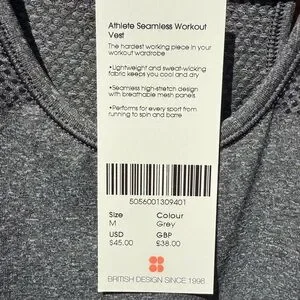 Athlete Seamless Workout
Vest
The hardest working piece in your
workout wardrobe
•Lightweight and sweat-wicking
fabric keeps you cool and dry
•Seamless high-stretch design
with breathable mesh panels
•Performs for every sport from
running to spin and barre
5056001309401
Size Colour
M Grey
USD GBP
$45.00 £38.00
BRITISH DESIGN SINCE 1998